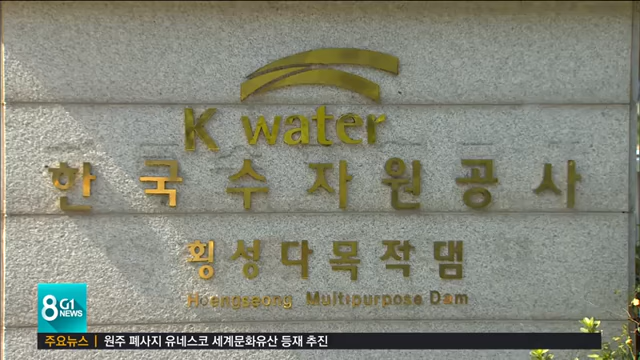 K water
한국수자원공사
횡성다목적댐
Hoengseong Multipurpose Dam
8 G1 NEWS
주요뉴스 원주 폐사지 유네스코 세계문화유산 등재 추진